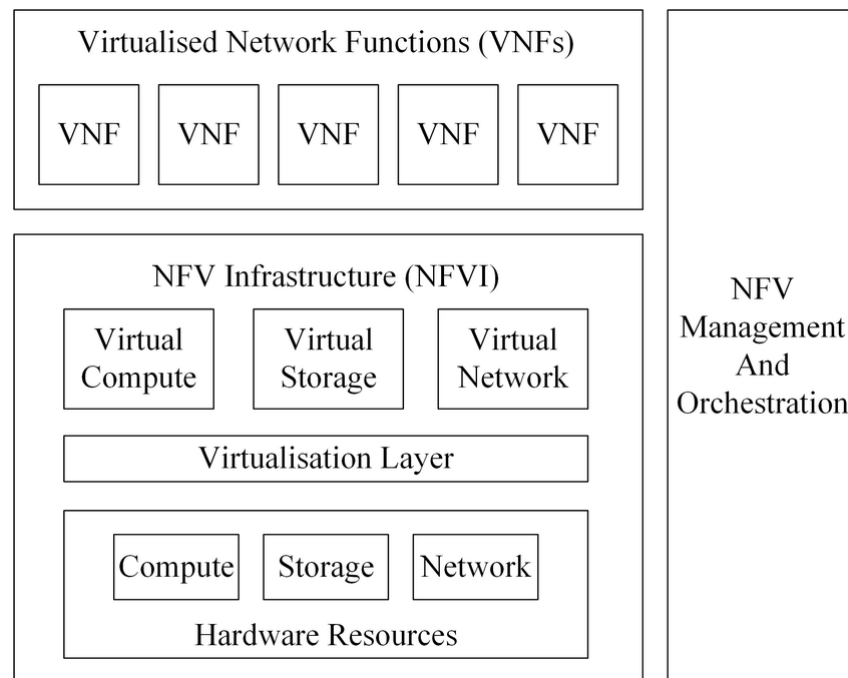 Virtualised Network Functions (VNFs)
VNF VNF VNF VNF VNF
NFV Infrastructure (NFVI)
Virtual
Compute
Virtual
Storage
Virtual
Network
Virtualisation Layer
Compute Storage Network
Hardware Resources
NFV
Management
And
Orchestration